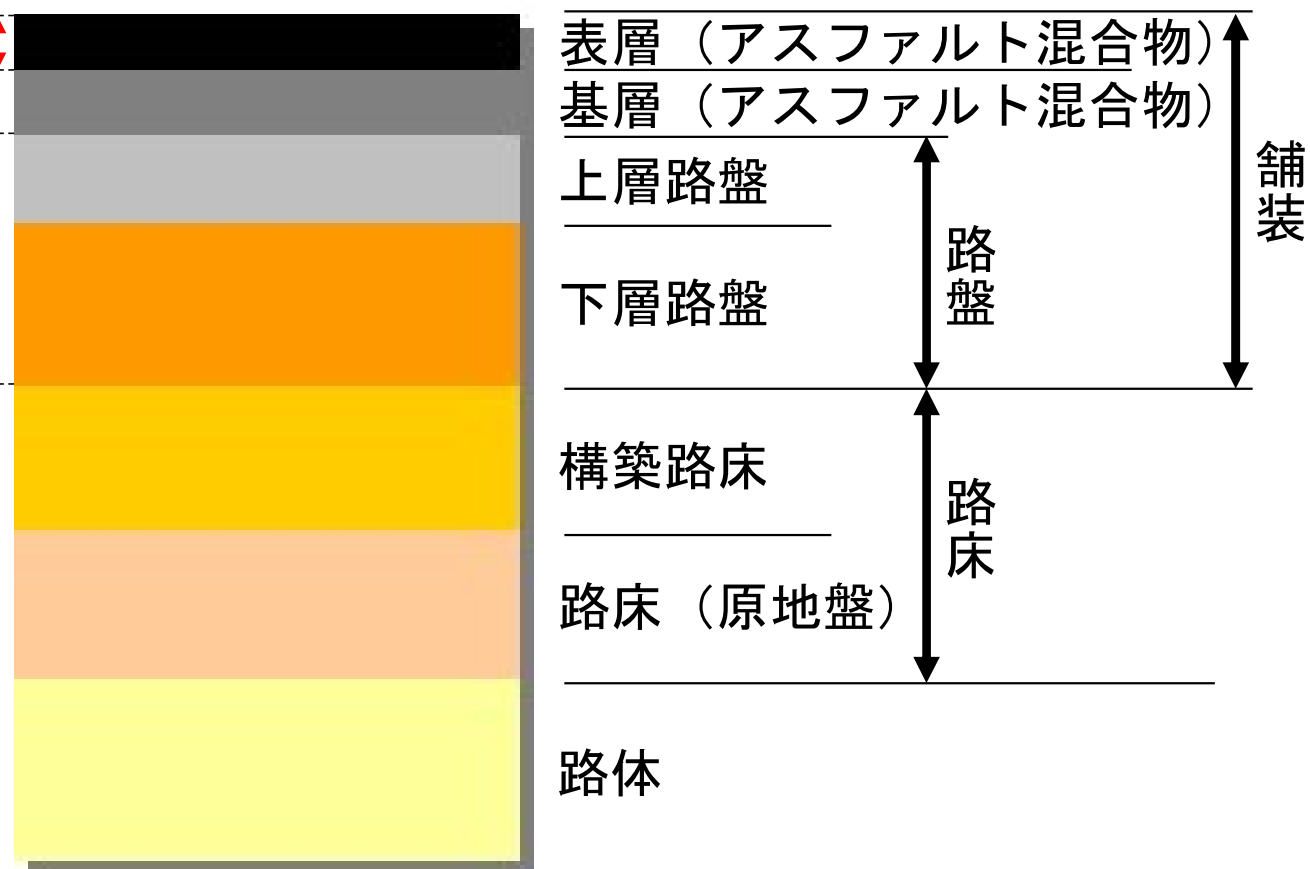 表層（アスファルト混合物）
基層（アスファルト混合物）
上層路盤
下層路盤
路盤
舗装
構築路床
路床（原地盤）
路床
路体